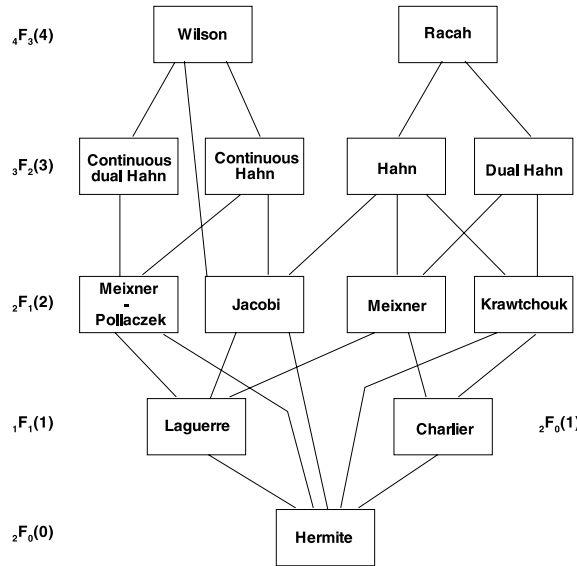 ₄F₃(4)
Wilson
Racah
₃F₂(3)
Continuous
dual Hahn
Continuous
Hahn
Hahn
Dual Hahn
₂F₁(2)
Meixner
-
Pollaczek
Jacobi
Meixner
Krawtchouk
₁F₁(1)
Laguerre
Charlier
₂F₀(1)
₂F₀(0)
Hermite